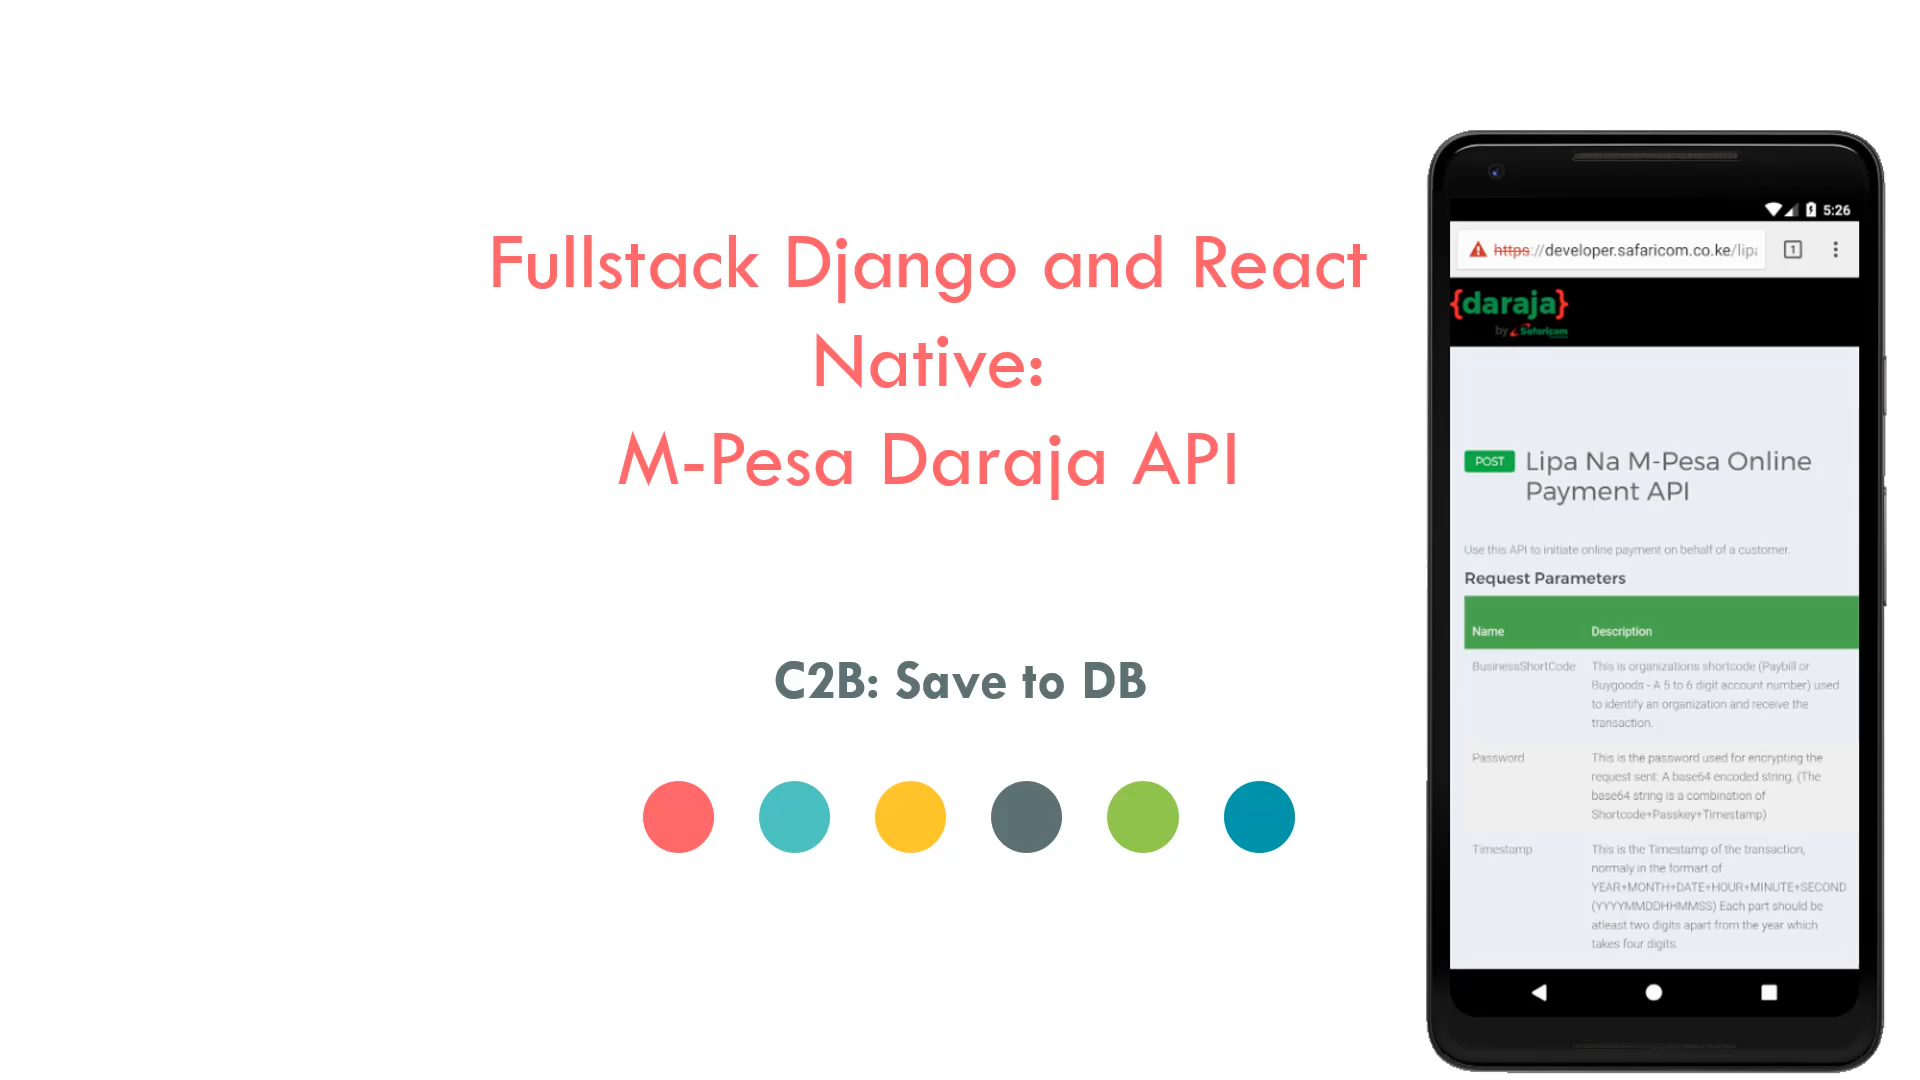 Fullstack Django and React
Native:
M-Pesa Daraja API
C2B: Save to DB
5:26
https://developer.safaricom.co.ke/lip
1
{daraja}
by Safaricom
POST
Lipa Na M-Pesa Online
Payment API
Use this API to initiate online payment on behalf of a customer.
Request Parameters
Name Description
BusinessShortCode This is organizations shortcode (Paybill or
Buygoods - A 5 to 6 digit account number) used
to identify an organization and receive the
transaction.
Password This is the password used for encrypting the
request sent: A base64 encoded string. (The
base64 string is a combination of
Shortcode+Passkey+Timestamp)
Timestamp This is the Timestamp of the transaction,
normaly in the formart of
YEAR+MONTH+DATE+HOUR+MINUTE+SECOND
(YYYYMMDDHHMMSS) Each part should be
atleast two digits apart from the year which
takes four digits.